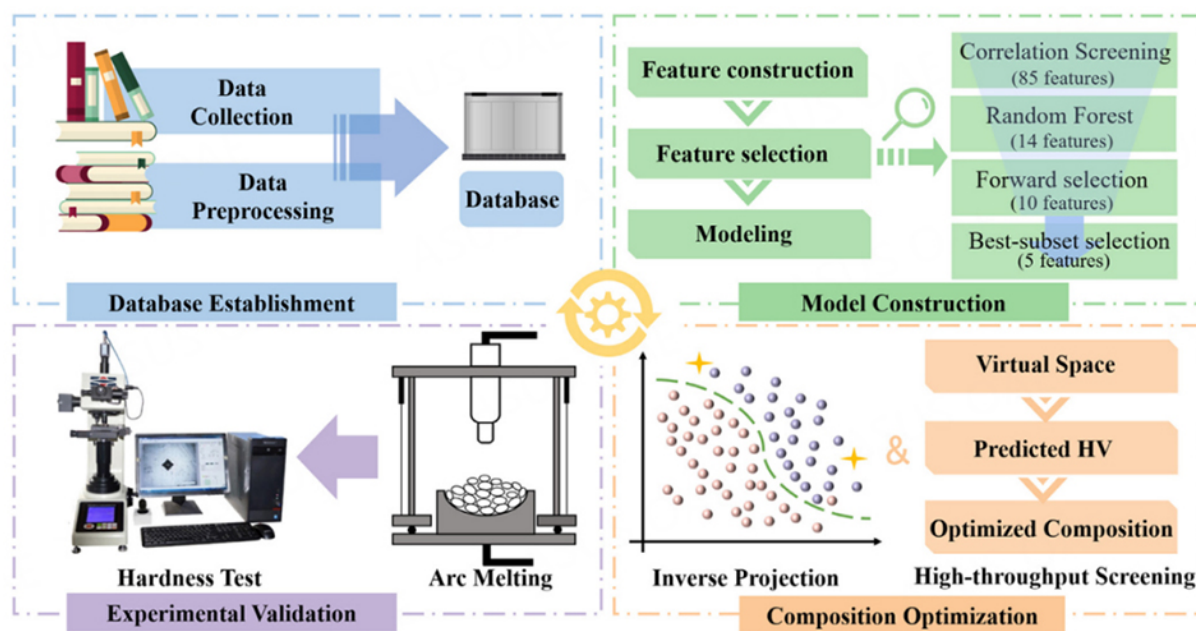 Data
Collection
Data
Preprocessing
Database
Database Establishment
Feature construction
Feature selection
Modeling
Correlation Screening
(85 features)
Random Forest
(14 features)
Forward selection
(10 features)
Best-subset selection
(5 features)
Model Construction
Hardness Test
Arc Melting
Experimental Validation
Inverse Projection
&
Virtual Space
Predicted HV
Optimized Composition
High-throughput Screening
Composition Optimization